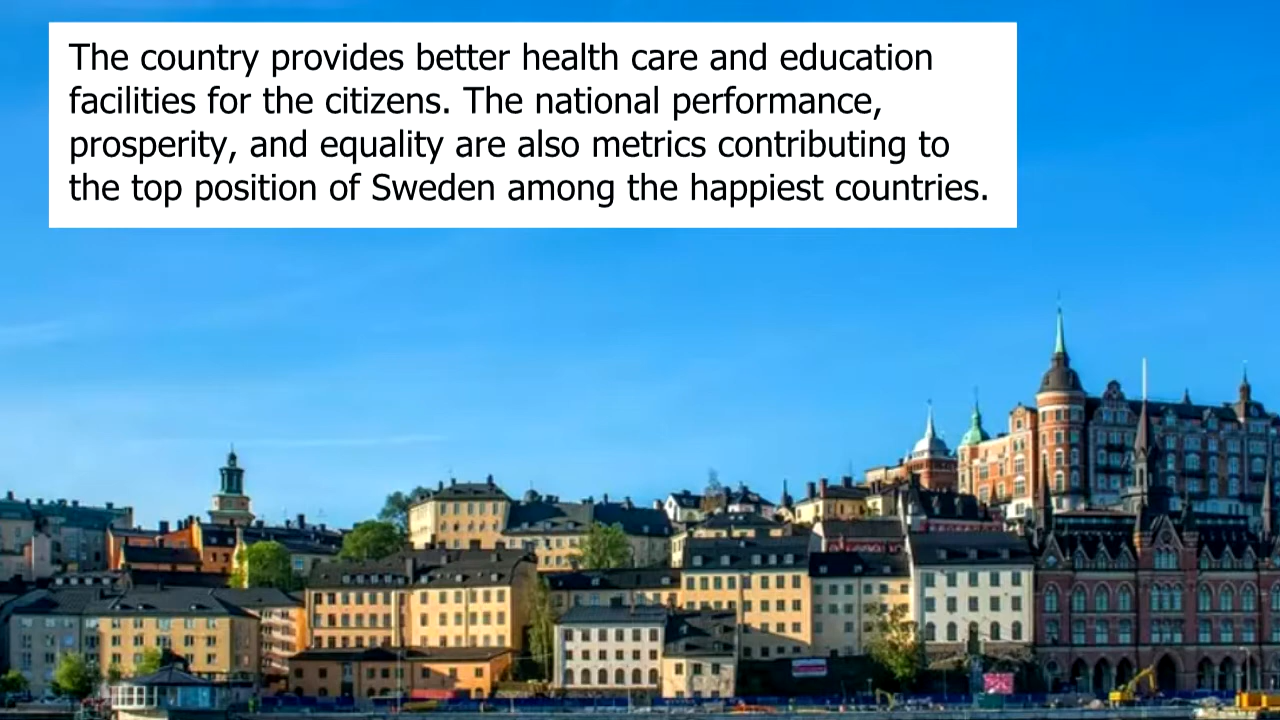 The country provides better health care and education
facilities for the citizens. The national performance,
prosperity, and equality are also metrics contributing to
the top position of Sweden among the happiest countries.